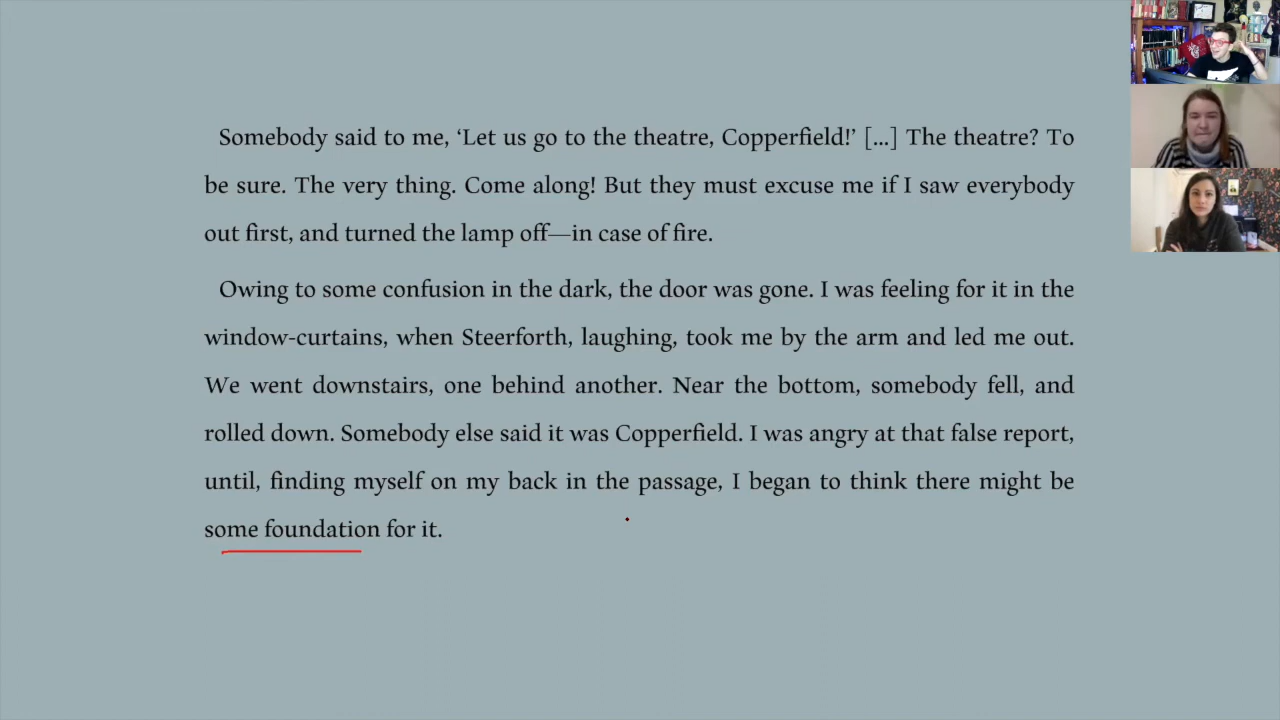 Somebody said to me, ‘Let us go to the theatre, Copperfield!’ [...] The theatre? To
be sure. The very thing. Come along! But they must excuse me if I saw everybody
out first, and turned the lamp off—in case of fire.
Owing to some confusion in the dark, the door was gone. I was feeling for it in the
window-curtains, when Steerforth, laughing, took me by the arm and led me out.
We went downstairs, one behind another. Near the bottom, somebody fell, and
rolled down. Somebody else said it was Copperfield. I was angry at that false report,
until, finding myself on my back in the passage, I began to think there might be
some foundation for it.